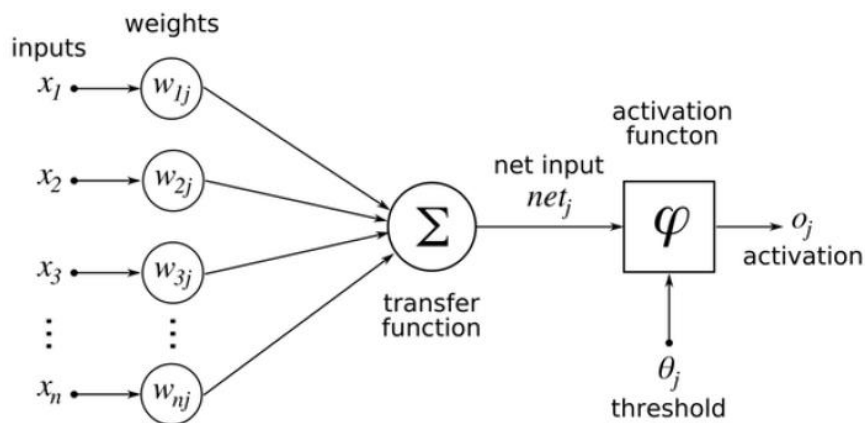 weights
inputs
x₁
w₁ⱼ
activation
functon
x₂
w₂ⱼ
net input
netⱼ
Σ
φ
oⱼ
activation
x₃
w₃ⱼ
transfer
function
⋮ ⋮
θⱼ
threshold
xₙ
wₙⱼ